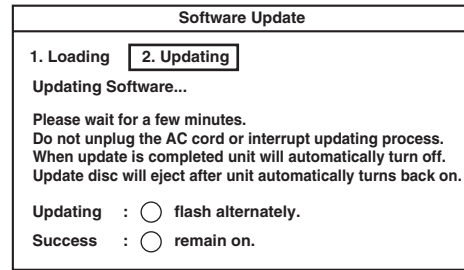 Software Update
1. Loading 2. Updating
Updating Software...
Please wait for a few minutes.
Do not unplug the AC cord or interrupt updating process.
When update is completed unit will automatically turn off.
Update disc will eject after unit automatically turns back on.
Updating : ◯ flash alternately.
Success : ◯ remain on.